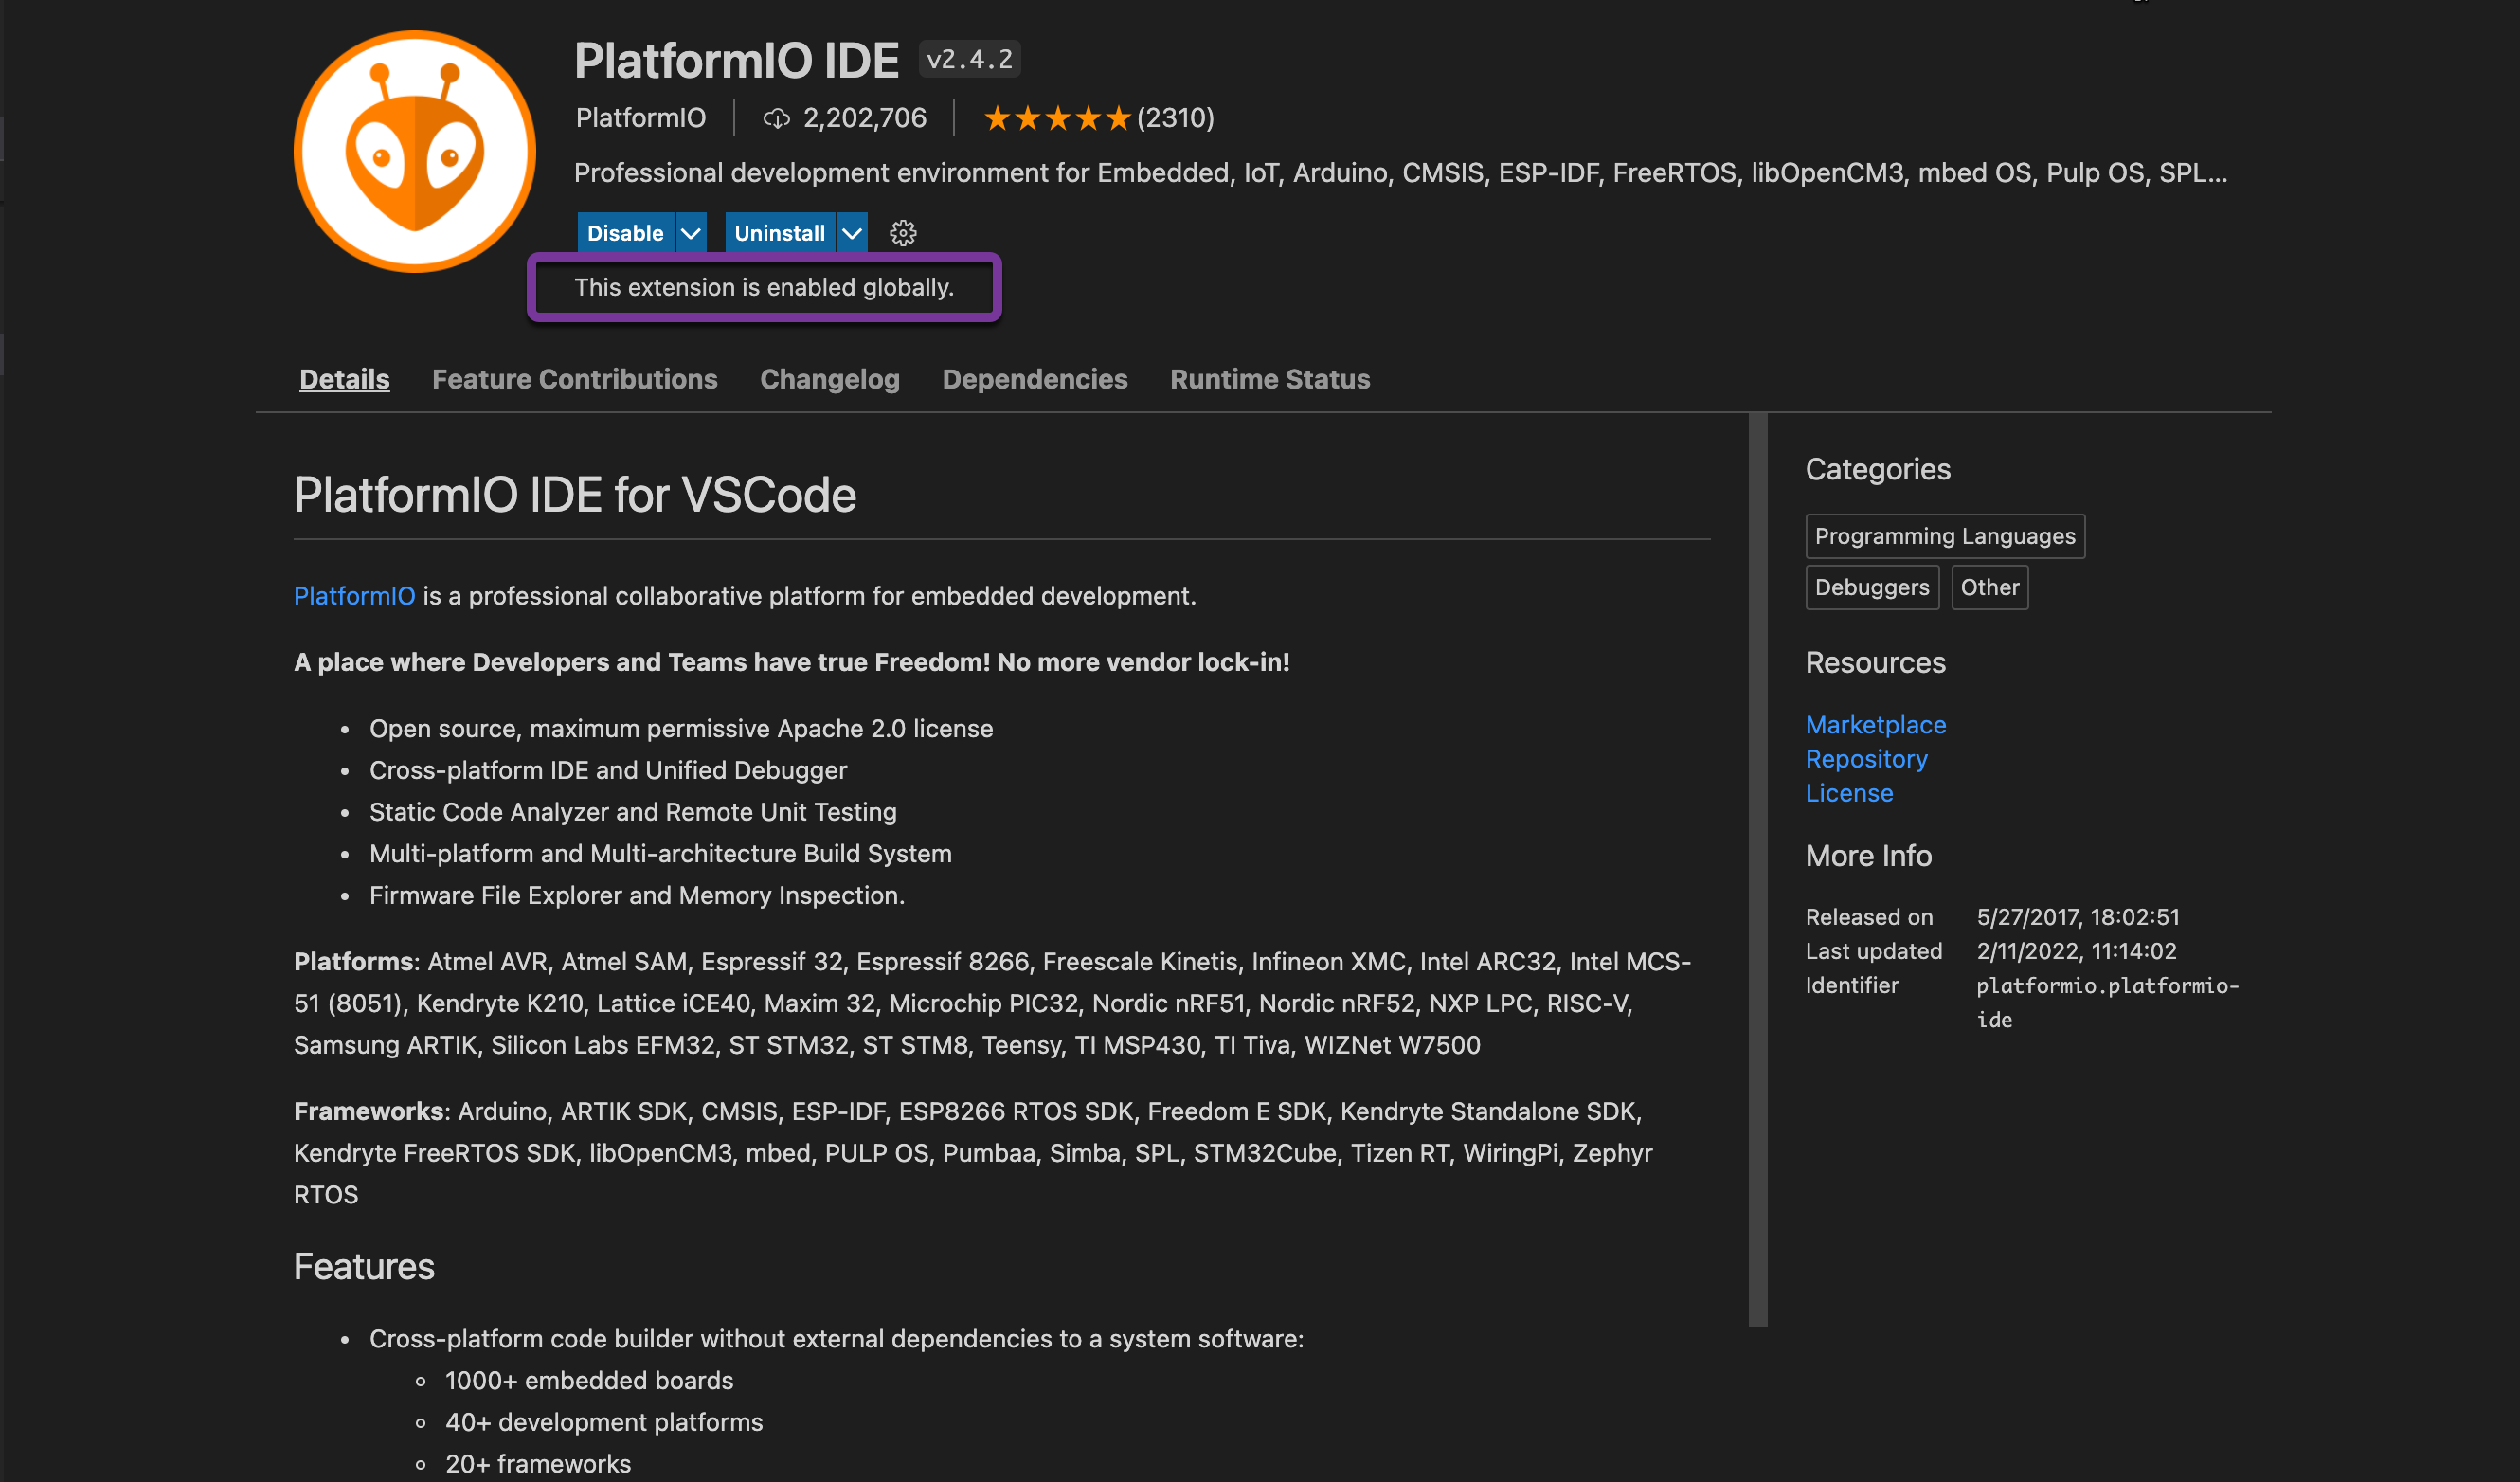 PlatformIO IDE v2.4.2
PlatformIO 2,202,706 ★★★★★(2310)
Professional development environment for Embedded, IoT, Arduino, CMSIS, ESP-IDF, FreeRTOS, libOpenCM3, mbed OS, Pulp OS, SPL...
Disable Uninstall
This extension is enabled globally.
Details Feature Contributions Changelog Dependencies Runtime Status
PlatformIO IDE for VSCode
PlatformIO is a professional collaborative platform for embedded development.
A place where Developers and Teams have true Freedom! No more vendor lock-in!
• Open source, maximum permissive Apache 2.0 license
• Cross-platform IDE and Unified Debugger
• Static Code Analyzer and Remote Unit Testing
• Multi-platform and Multi-architecture Build System
• Firmware File Explorer and Memory Inspection.
Platforms: Atmel AVR, Atmel SAM, Espressif 32, Espressif 8266, Freescale Kinetis, Infineon XMC, Intel ARC32, Intel MCS-
51 (8051), Kendryte K210, Lattice iCE40, Maxim 32, Microchip PIC32, Nordic nRF51, Nordic nRF52, NXP LPC, RISC-V,
Samsung ARTIK, Silicon Labs EFM32, ST STM32, ST STM8, Teensy, TI MSP430, TI Tiva, WIZNet W7500
Frameworks: Arduino, ARTIK SDK, CMSIS, ESP-IDF, ESP8266 RTOS SDK, Freedom E SDK, Kendryte Standalone SDK,
Kendryte FreeRTOS SDK, libOpenCM3, mbed, PULP OS, Pumbaa, Simba, SPL, STM32Cube, Tizen RT, WiringPi, Zephyr
RTOS
Features
• Cross-platform code builder without external dependencies to a system software:
◦ 1000+ embedded boards
◦ 40+ development platforms
◦ 20+ frameworks
Categories
Programming Languages
Debuggers Other
Resources
Marketplace
Repository
License
More Info
Released on 5/27/2017, 18:02:51
Last updated 2/11/2022, 11:14:02
Identifier platformio.platformio-
ide